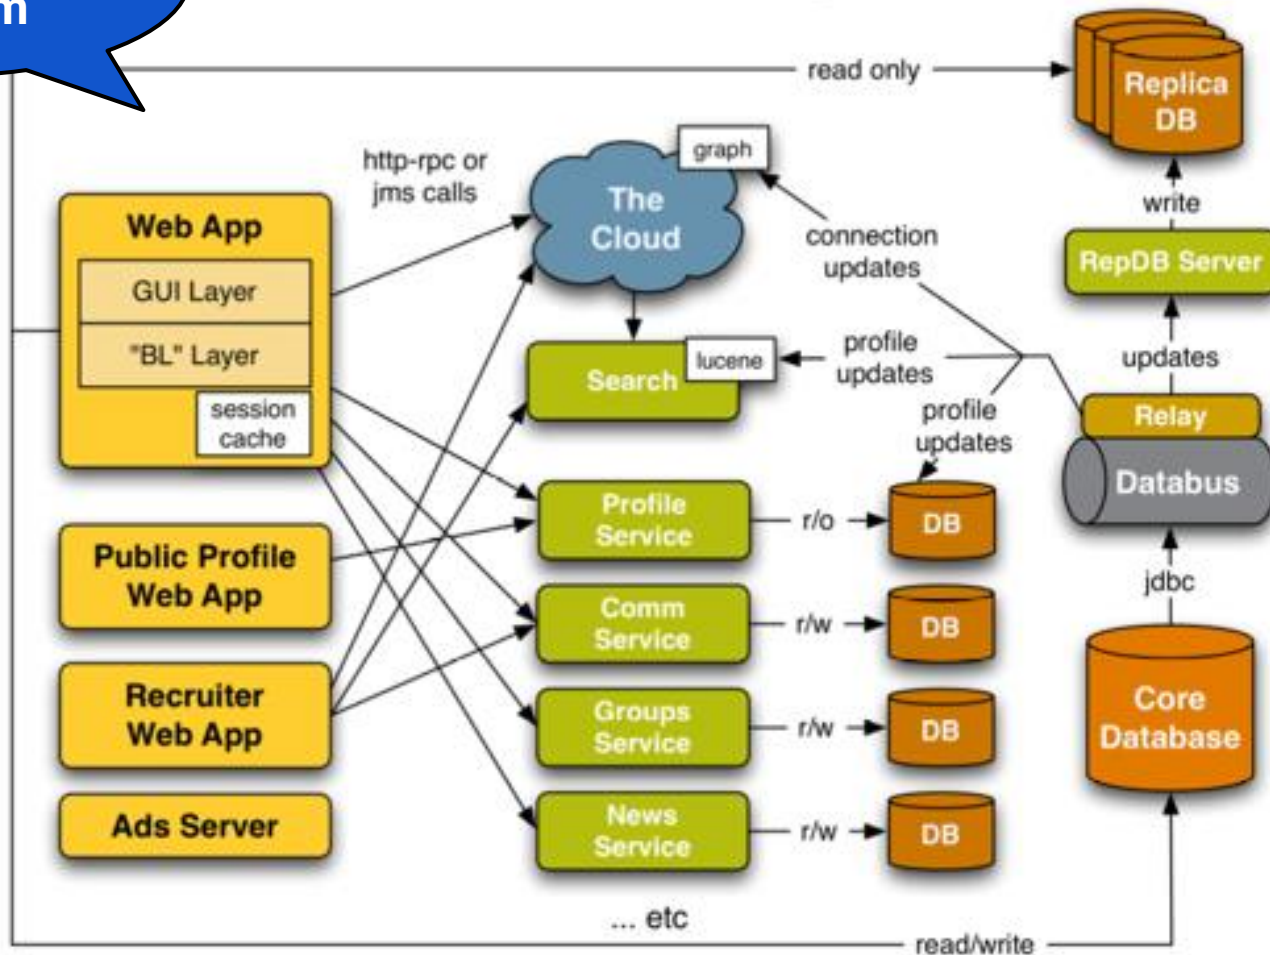 m
read only
Replica
DB
http-rpc or
jms calls
graph
The
Cloud
write
Web App
connection
updates
RepDB Server
GUI Layer
"BL" Layer
Search
lucene
profile
updates
updates
session
cache
profile
updates
Relay
Databus
Profile
Service
r/o
DB
Public Profile
Web App
jdbc
Comm
Service
r/w
DB
Recruiter
Web App
Groups
Service
r/w
DB
Core
Database
Ads Server
News
Service
r/w
DB
... etc
read/write